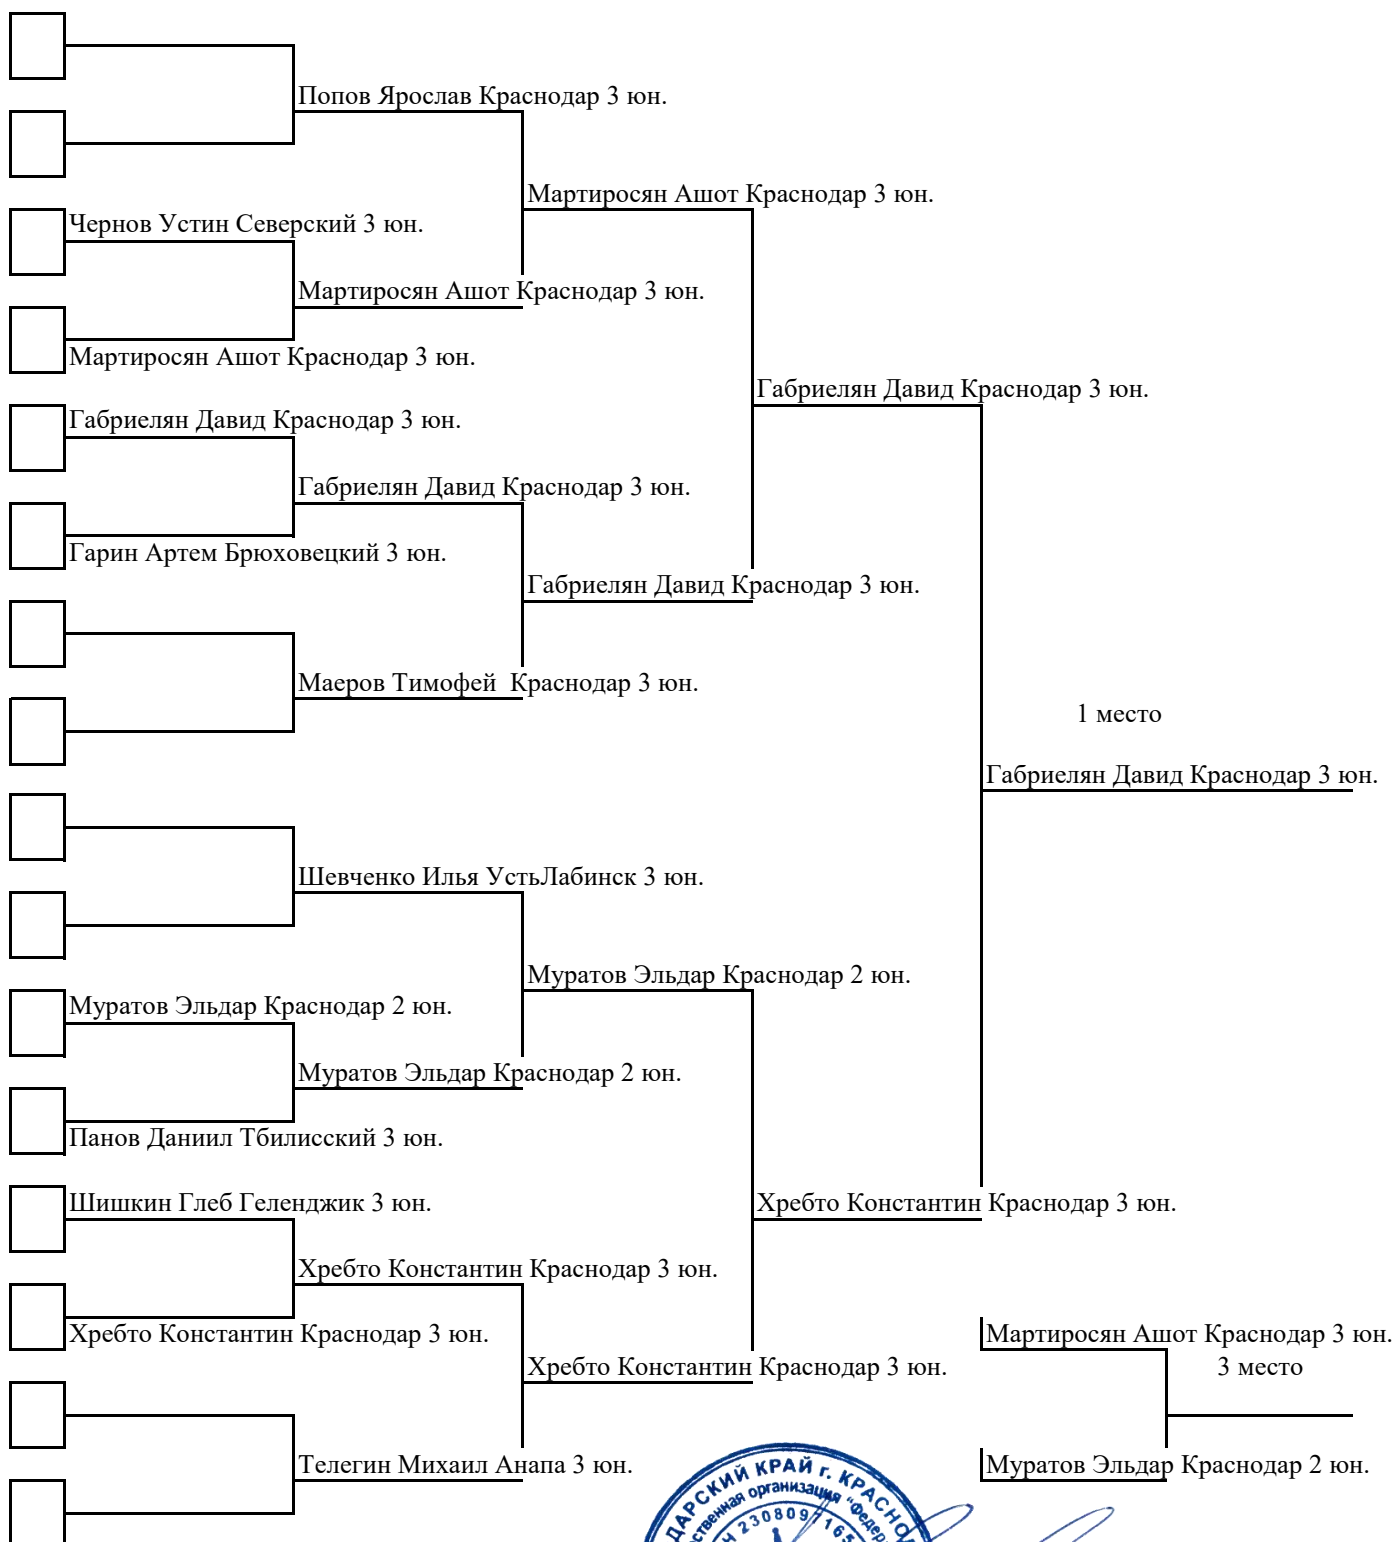 Попов Ярослав Краснодар 3 юн.
Мартиросян Ашот Краснодар 3 юн.
Чернов Устин Северский 3 юн.
Мартиросян Ашот Краснодар 3 юн.
Мартиросян Ашот Краснодар 3 юн.
Габриелян Давид Краснодар 3 юн.
Габриелян Давид Краснодар 3 юн.
Габриелян Давид Краснодар 3 юн.
Гарин Артем Брюховецкий 3 юн.
Габриелян Давид Краснодар 3 юн.
Маеров Тимофей  Краснодар 3 юн.
1 место
Габриелян Давид Краснодар 3 юн.
Шевченко Илья УстьЛабинск 3 юн.
Муратов Эльдар Краснодар 2 юн.
Муратов Эльдар Краснодар 2 юн.
Муратов Эльдар Краснодар 2 юн.
Панов Даниил Тбилисский 3 юн.
Шишкин Глеб Геленджик 3 юн.
Хребто Константин Краснодар 3 юн.
Хребто Константин Краснодар 3 юн.
Хребто Константин Краснодар 3 юн.
Мартиросян Ашот Краснодар 3 юн.
Хребто Константин Краснодар 3 юн.
3 место
Телегин Михаил Анапа 3 юн.
Муратов Эльдар Краснодар 2 юн.
КРАЙ г.
организация